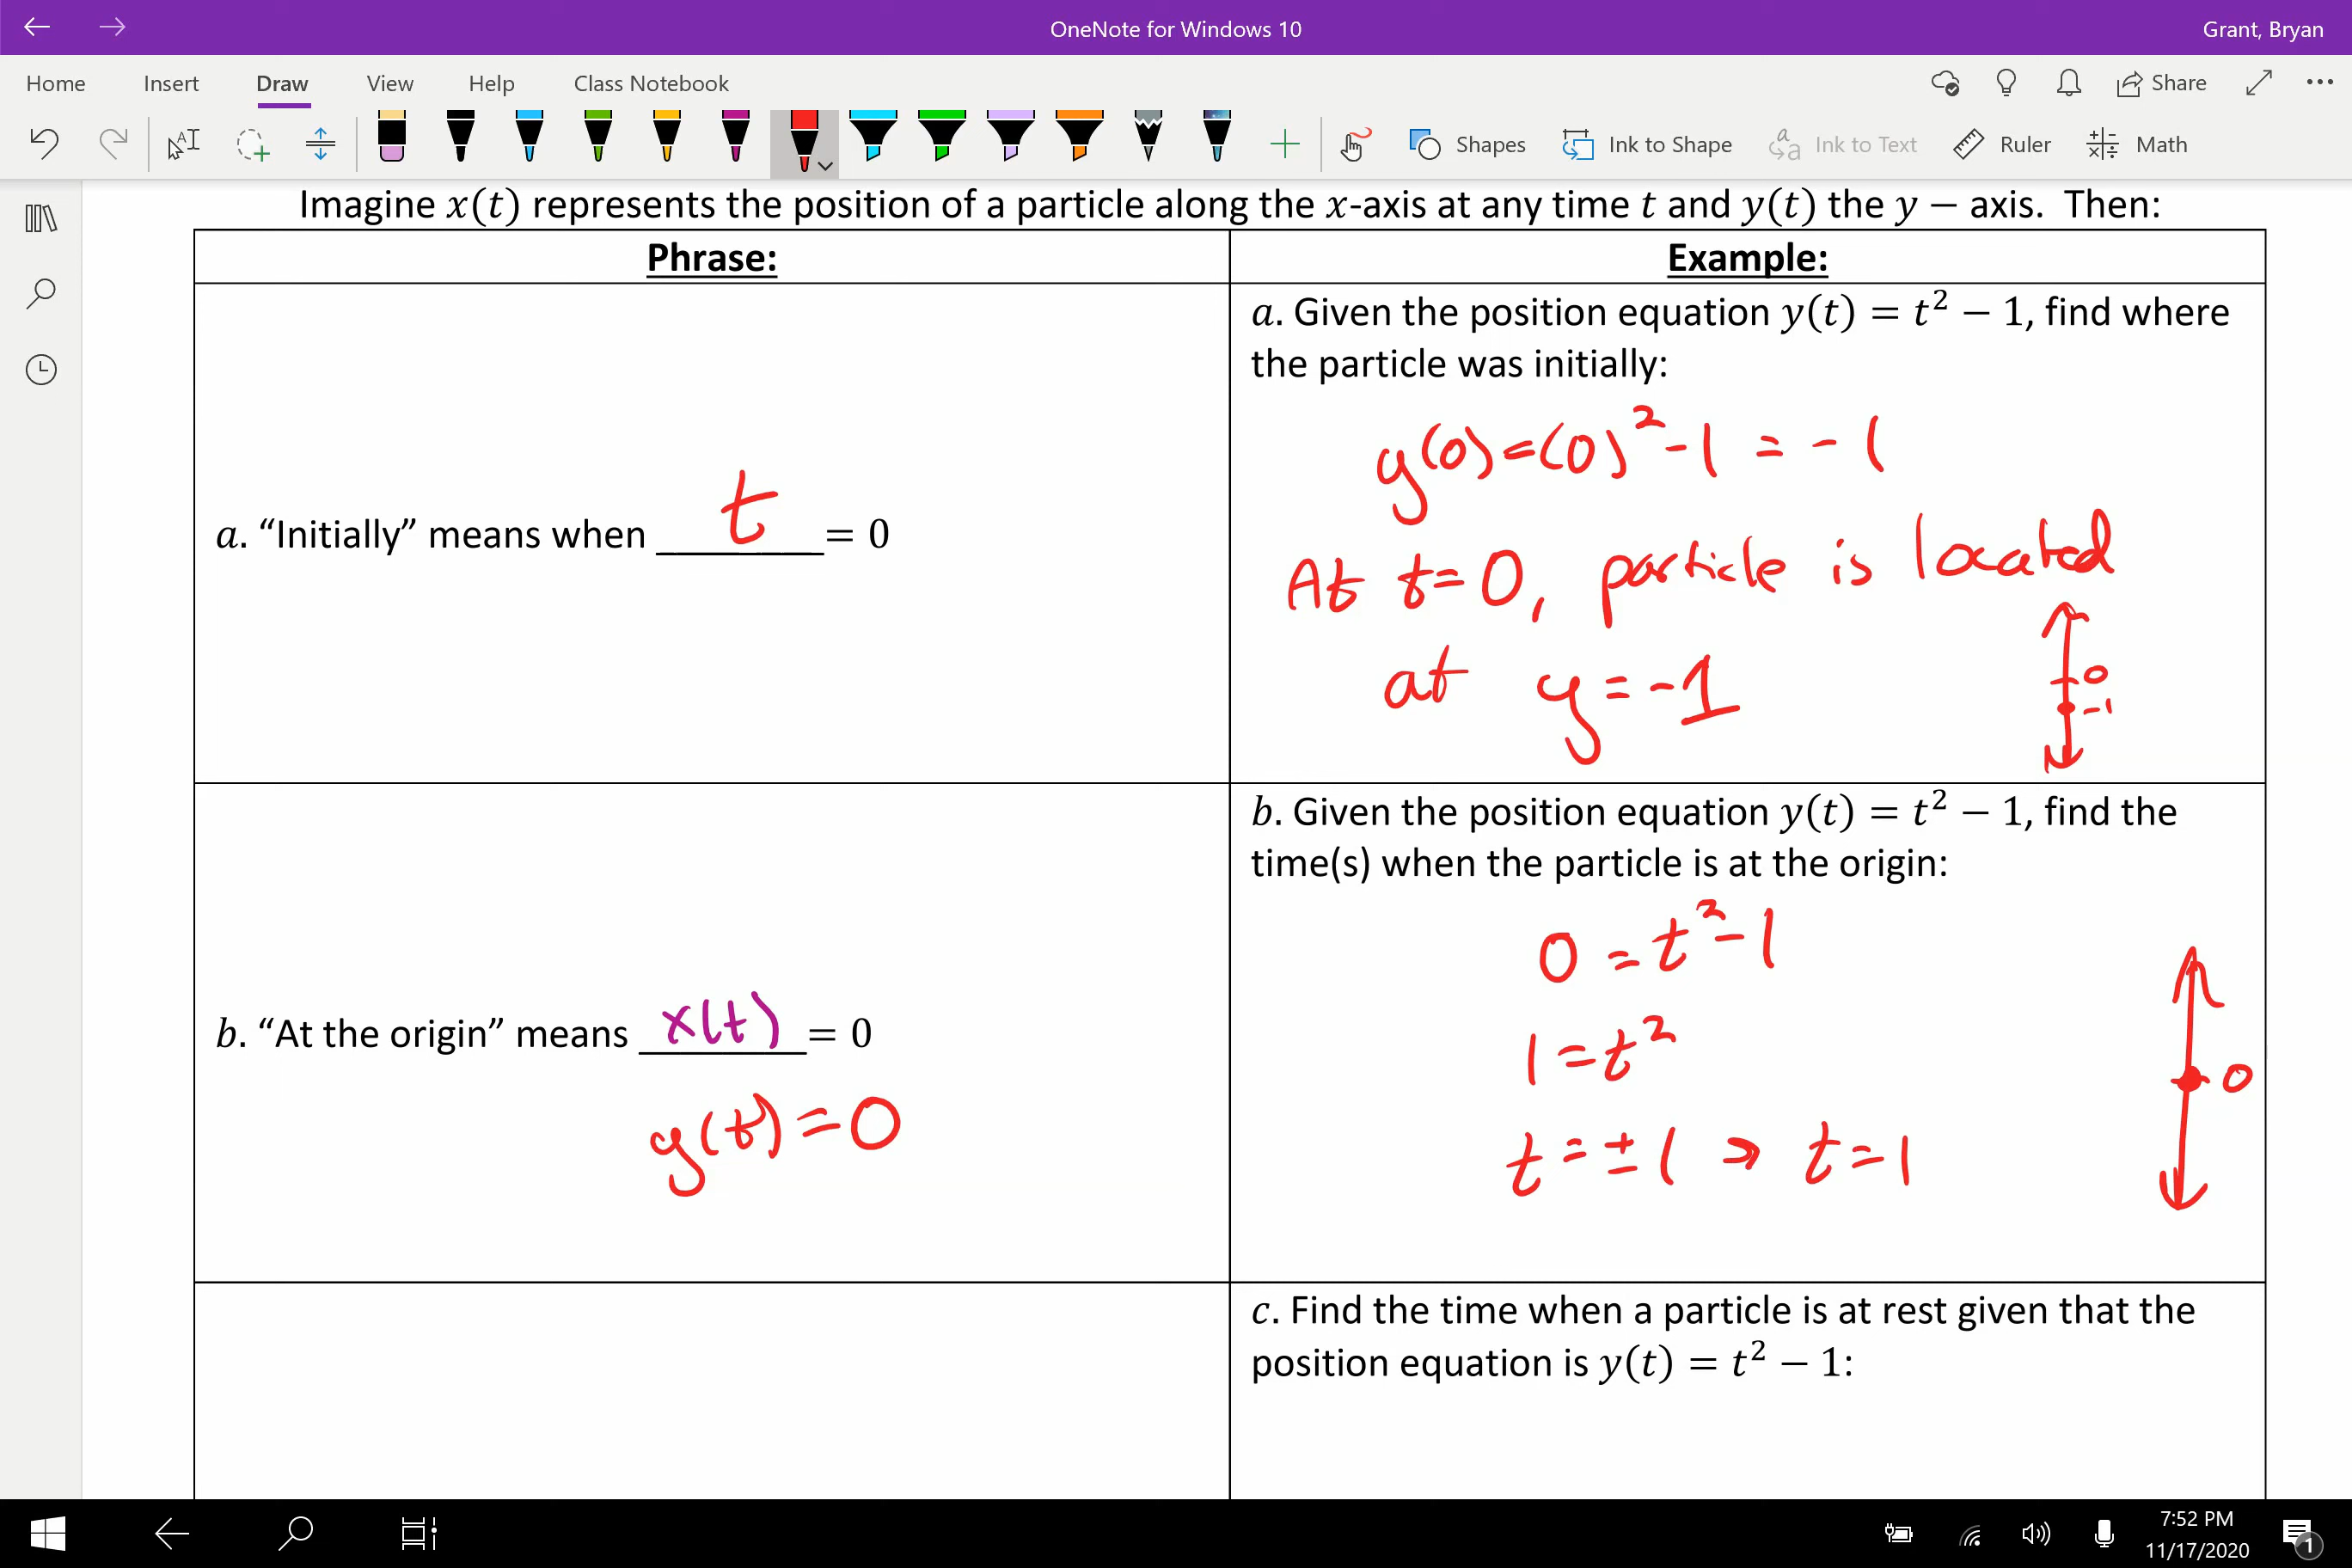 OneNote for Windows 10
Grant, Bryan
Home Insert Draw View Help Class Notebook Share
Shapes Ink to Shape Ink to Text Ruler Math
Imagine x(t) represents the position of a particle along the x-axis at any time t and y(t) the y − axis. Then:
Phrase:
Example:
a. “Initially” means when t = 0
a. Given the position equation y(t) = t² − 1, find where
the particle was initially:
y(0)=(0)²-1 = -1
At t=0, particle is located
at y=-1
0
-1
b. “At the origin” means x(t) = 0
y(t)=0
b. Given the position equation y(t) = t² − 1, find the
time(s) when the particle is at the origin:
0 = t²-1
1=t²
t=±1 → t=1
0
c. Find the time when a particle is at rest given that the
position equation is y(t) = t² − 1:
7:52 PM
11/17/2020
1